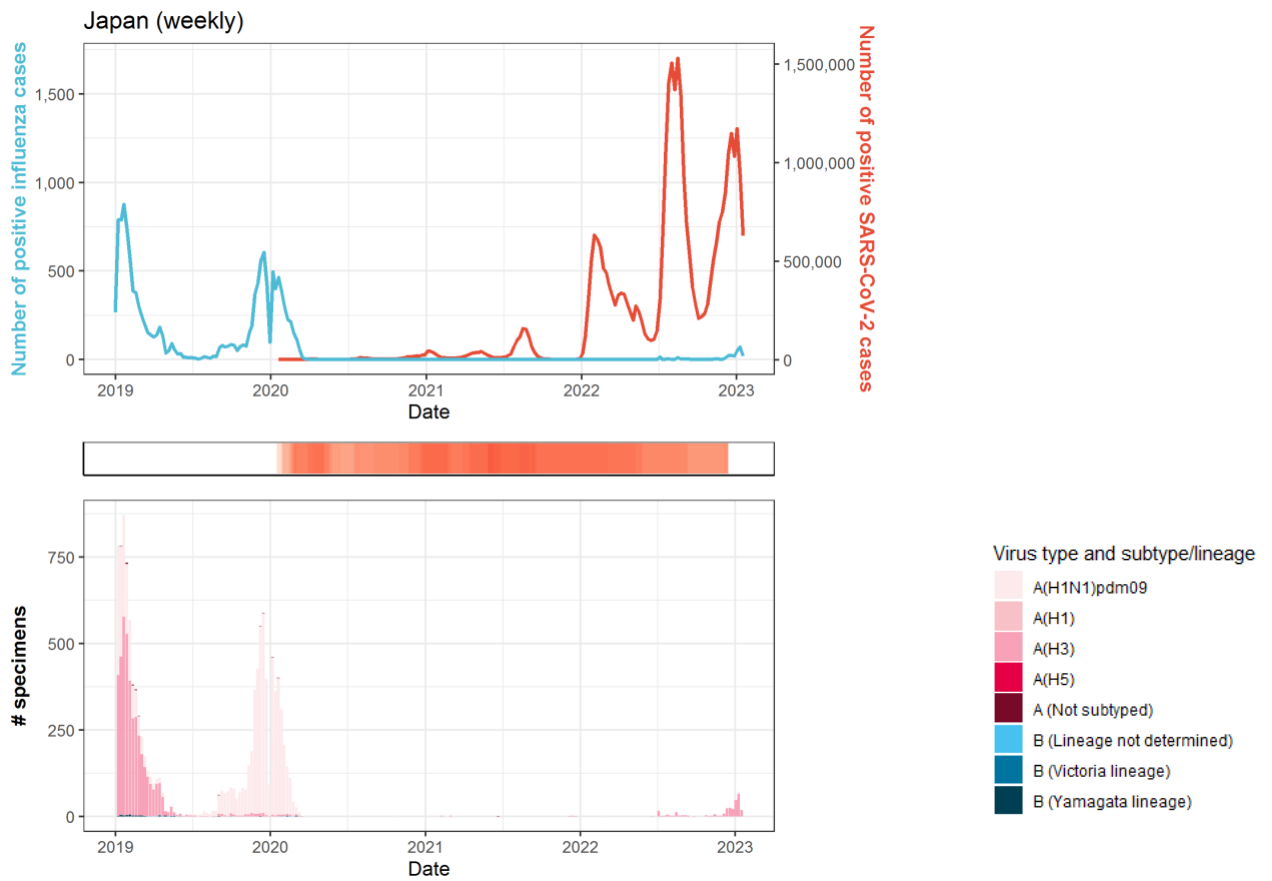 Japan (weekly)
Number of positive influenza cases
1,500
1,000
500
0
1,500,000
1,000,000
500,000
0
Number of positive SARS-CoV-2 cases
2019 2020 2021 2022 2023
Date
# specimens
750
500
250
0
2019 2020 2021 2022 2023
Date
Virus type and subtype/lineage
A(H1N1)pdm09
A(H1)
A(H3)
A(H5)
A (Not subtyped)
B (Lineage not determined)
B (Victoria lineage)
B (Yamagata lineage)